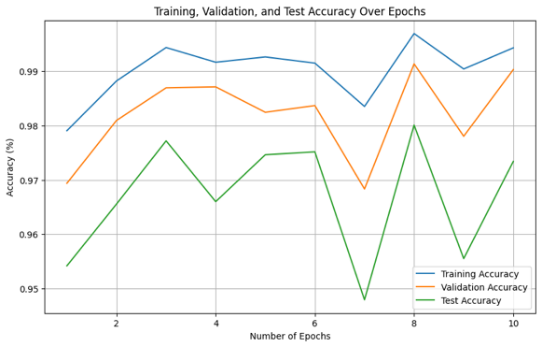 Training, Validation, and Test Accuracy Over Epochs
Accuracy (%)
0.99
0.98
0.97
0.96
0.95
2 4 6 8 10
Number of Epochs
Training Accuracy
Validation Accuracy
Test Accuracy